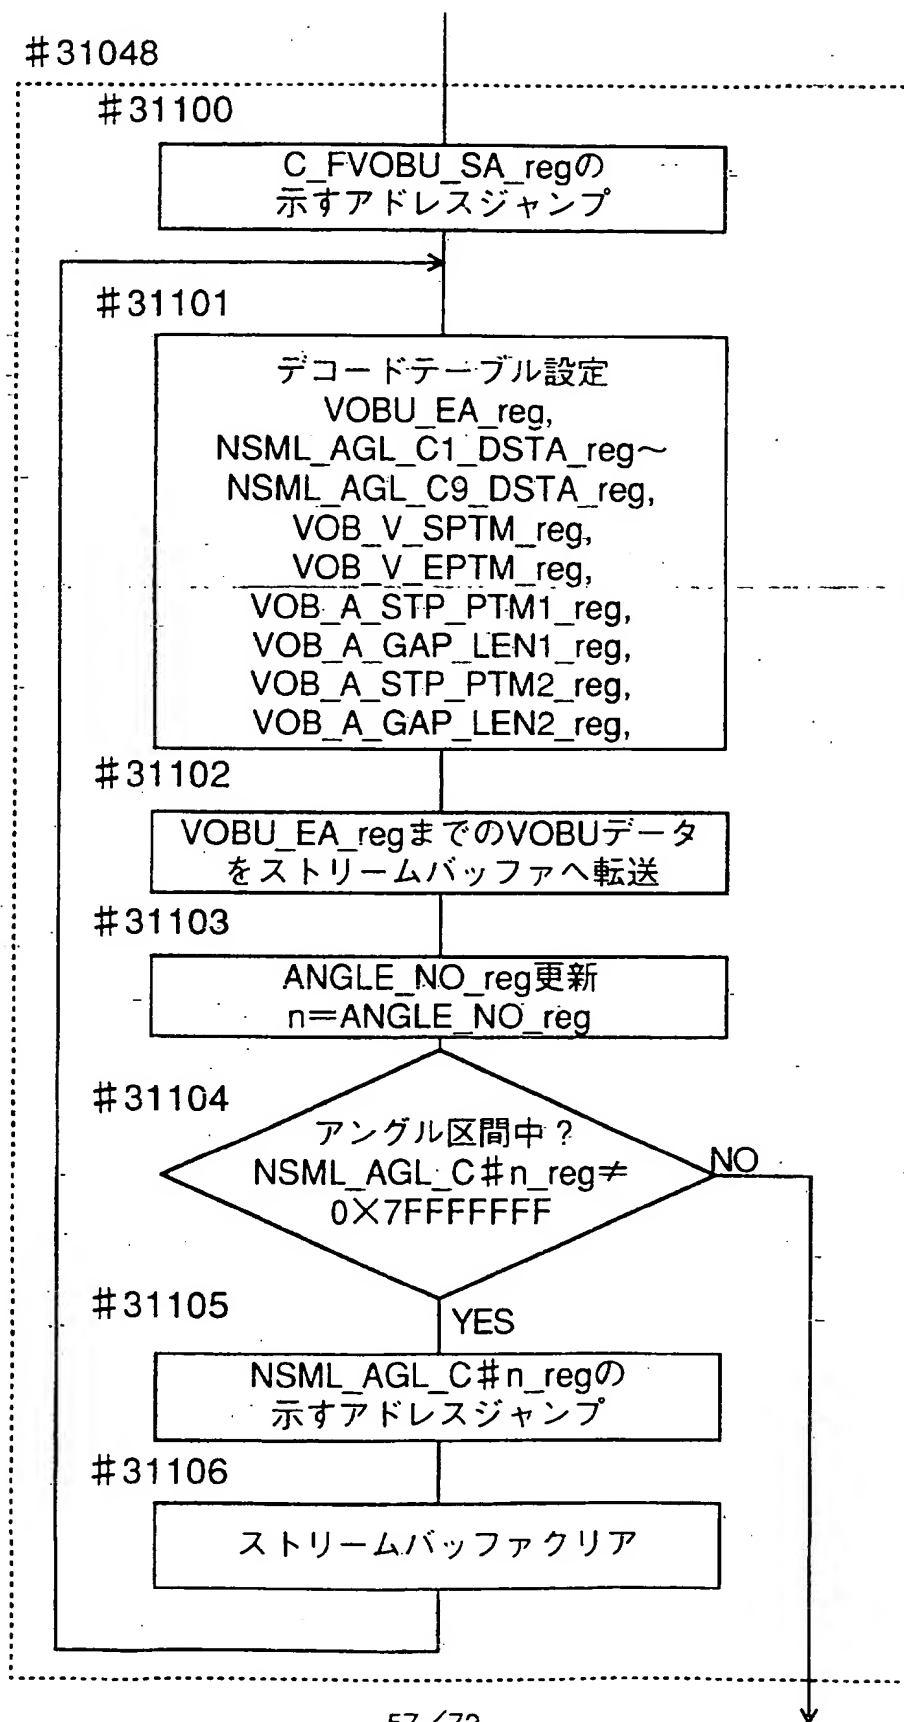 #31048
#31100
C_FVOBU_SA_regの
示すアドレスジャンプ
#31101
デコードテーブル設定
VOBU_EA_reg,
NSML_AGL_C1_DSTA_reg～
NSML_AGL_C9_DSTA_reg,
VOB_V_SPTM_reg,
VOB_V_EPTM_reg,
VOB_A_STP_PTM1_reg,
VOB_A_GAP_LEN1_reg,
VOB_A_STP_PTM2_reg,
VOB_A_GAP_LEN2_reg,
#31102
VOBU_EA_regまでのVOBUデータ
をストリームバッファへ転送
#31103
ANGLE_NO_reg更新
n＝ANGLE_NO_reg
#31104
アングル区間中？
NSML_AGL_C#n_reg≠
0×7FFFFFFF
NO
#31105
YES
NSML_AGL_C#n_regの
示すアドレスジャンプ
#31106
ストリームバッファクリア